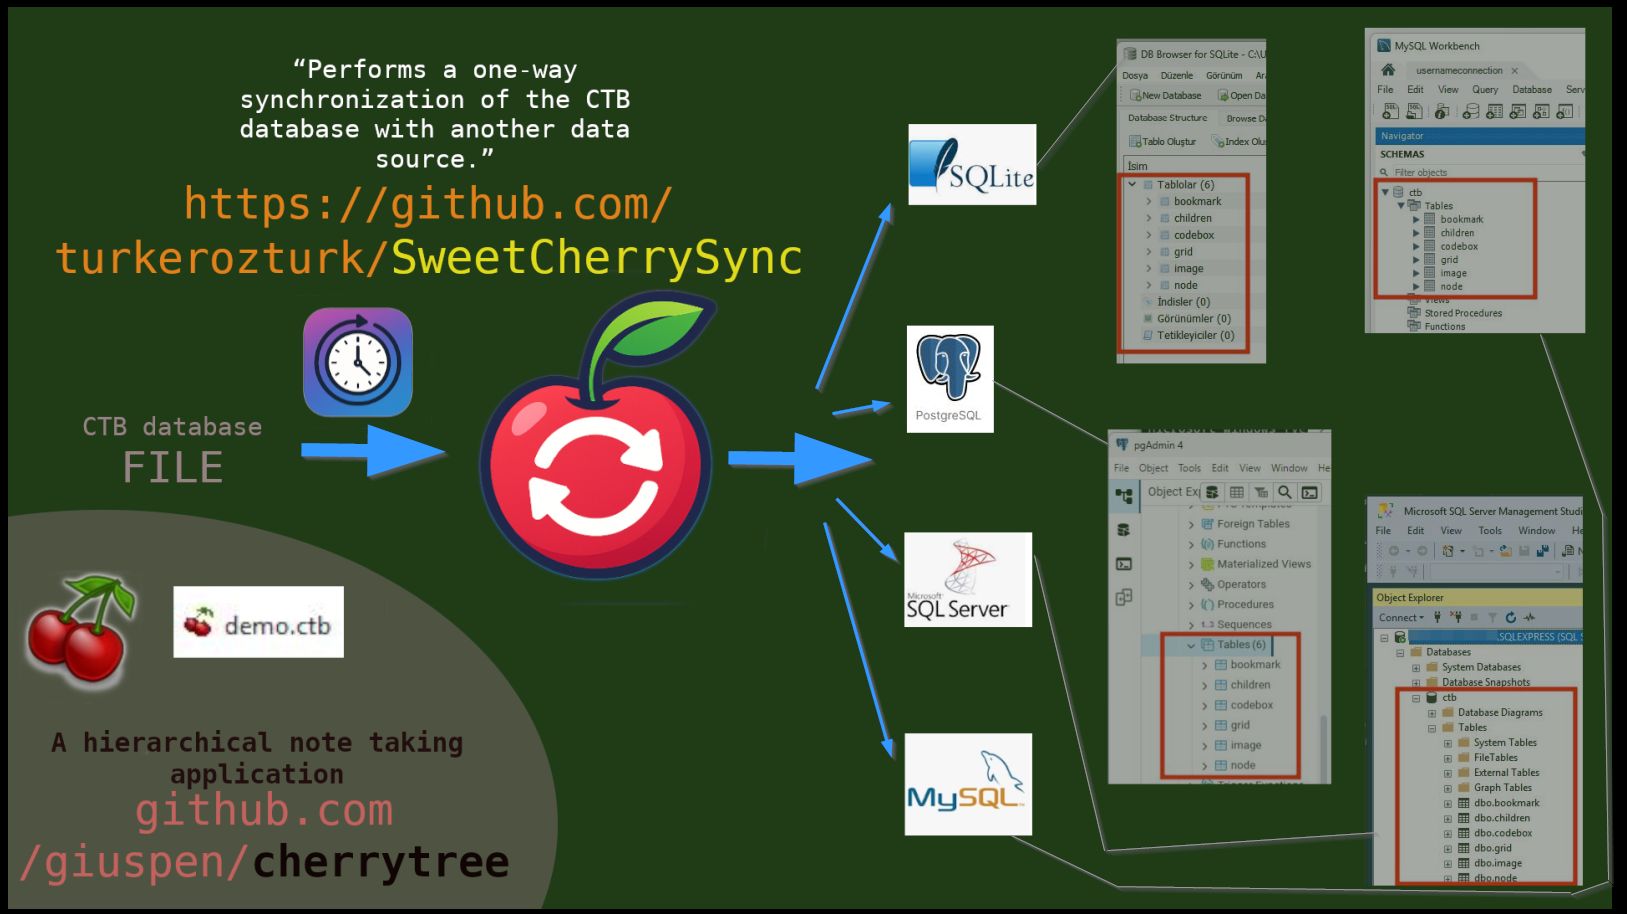 “Performs a one-way
synchronization of the CTB
database with another data
source.”
https://github.com/
turkerozturk/SweetCherrySync
CTB database
FILE
demo.ctb
A hierarchical note taking
application
github.com
/giuspen/cherrytree
SQLite
PostgreSQL
Microsoft
SQL Server
MySQL
DB Browser for SQLite - C:\U
Dosya Düzenle Görünüm
New Database Open Da
Database Structure Browse D
Tablo Oluştur Index Olu
İsim
Tablolar (6)
bookmark
children
codebox
grid
image
node
İndisler (0)
Görünümler (0)
Tetikleyiciler (0)
MySQL Workbench
usernameconnection
File Edit View Query Database Serv
Navigator
SCHEMAS
Filter objects
ctb
Tables
bookmark
children
codebox
grid
image
node
Views
Stored Procedures
Functions
pgAdmin 4
File Object Tools Edit View Window He
Object Exp
Foreign Tables
Functions
Materialized Views
Operators
Procedures
1..3 Sequences
Tables (6)
bookmark
children
codebox
grid
image
node
Microsoft SQL Server Management Studi
File Edit View Tools Window He
Object Explorer
Connect
.SQLEXPRESS (SQL S
Databases
System Databases
Database Snapshots
ctb
Database Diagrams
Tables
System Tables
FileTables
External Tables
Graph Tables
dbo.bookmark
dbo.children
dbo.codebox
dbo.grid
dbo.image
dbo.node